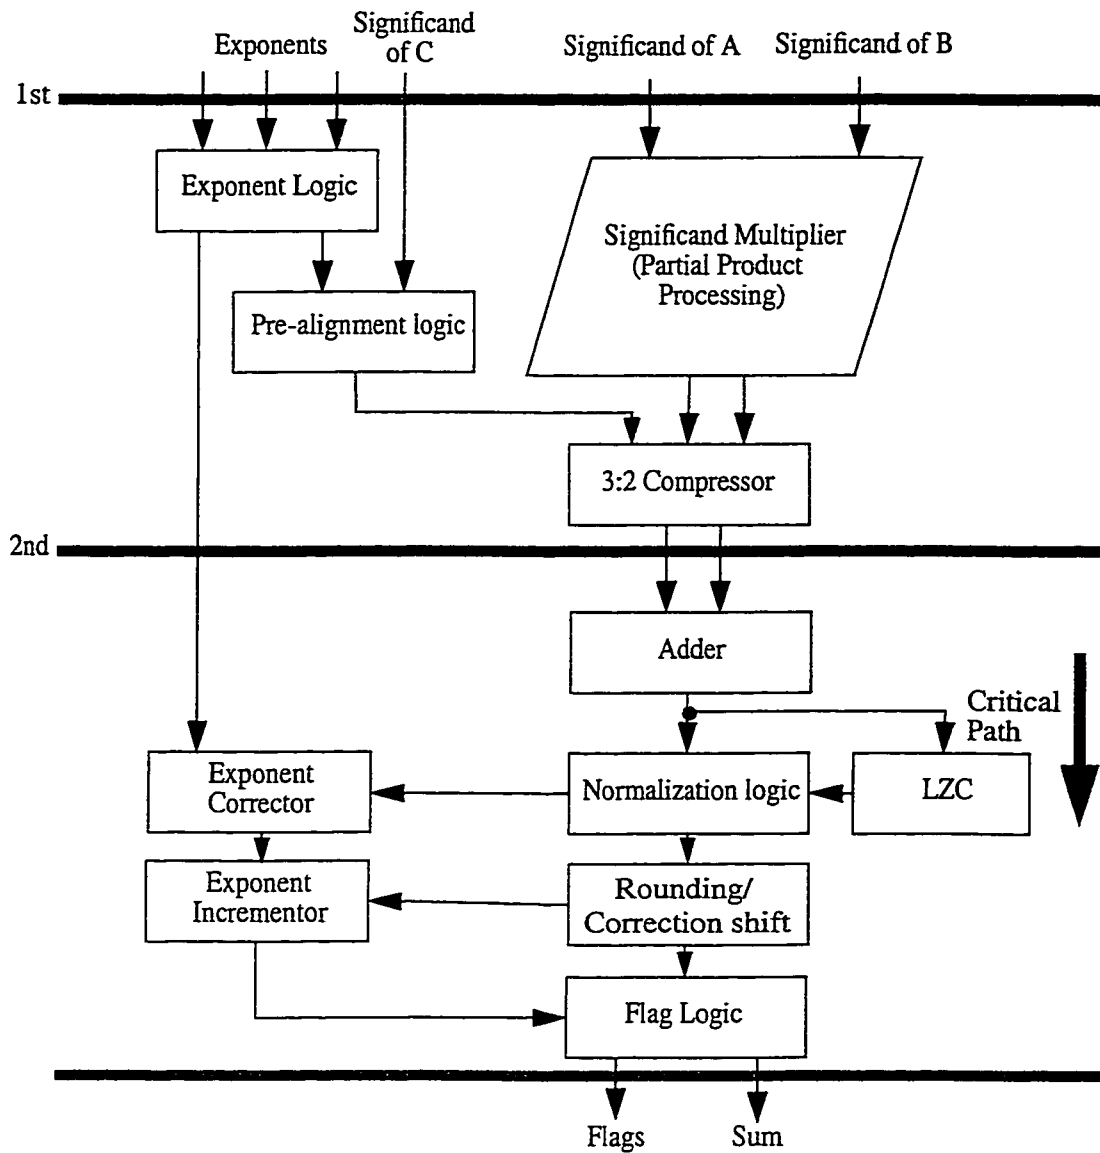 Exponents
Significand
of C
Significand of A
Significand of B
1st
Exponent Logic
Significand Multiplier
(Partial Product
Processing)
Pre-alignment logic
3:2 Compressor
2nd
Adder
Critical
Path
Exponent
Corrector
Normalization logic
LZC
Exponent
Incrementor
Rounding/
Correction shift
Flag Logic
Flags
Sum